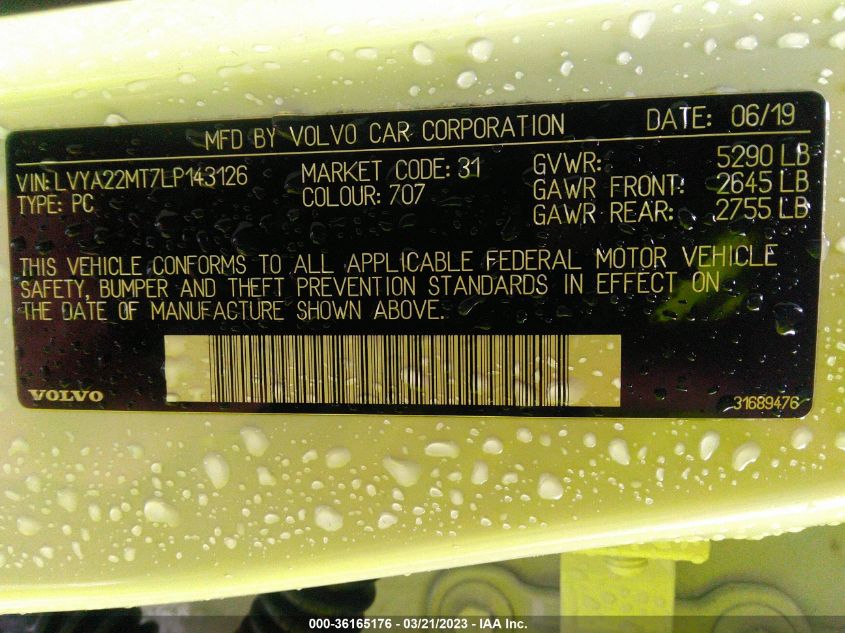 MFD BY VOLVO CAR CORPORATION DATE: 06/19
VIN: LVYA22MT7LP143126 MARKET CODE: 31 GVWR: 5290 LB
TYPE: PC COLOUR: 707 GAWR FRONT: 2645 LB
GAWR REAR: 2755 LB
THIS VEHICLE CONFORMS TO ALL APPLICABLE FEDERAL MOTOR VEHICLE
SAFETY, BUMPER AND THEFT PREVENTION STANDARDS IN EFFECT ON
THE DATE OF MANUFACTURE SHOWN ABOVE.
VOLVO 31689476
000-36165176 - 03/21/2023 - IAA Inc.